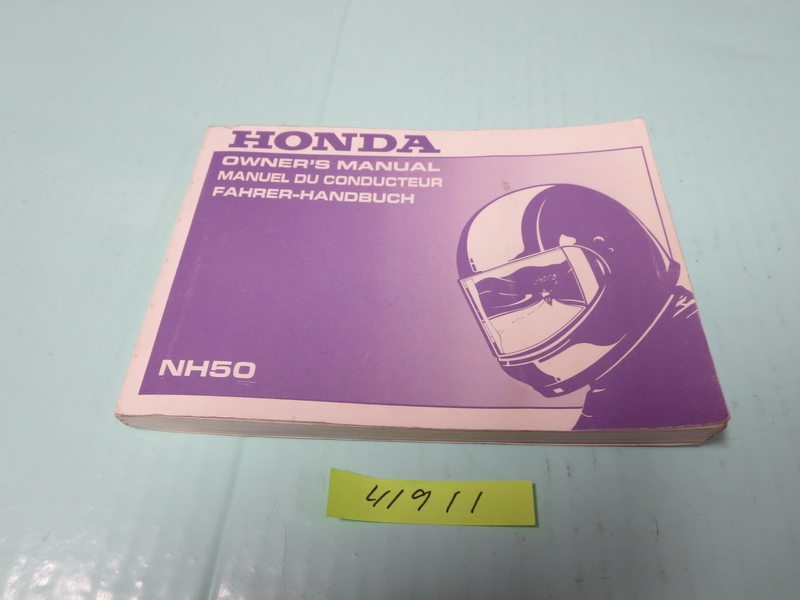 HONDA
OWNER'S MANUAL
MANUEL DU CONDUCTEUR
FAHRER-HANDBUCH
NH50
41911